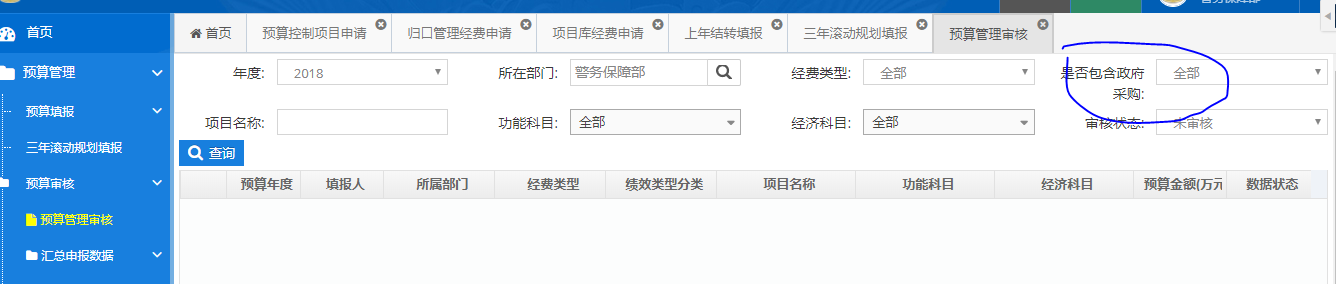 首页
首页
预算控制项目申请
归口管理经费申请
项目库经费申请
上年结转填报
三年滚动规划填报
预算管理审核
预算管理
预算填报
三年滚动规划填报
预算审核
预算管理审核
汇总申报数据
年度:
2018
所在部门:
警务保障部
经费类型:
全部
是否包含政府
采购:
全部
项目名称:
功能科目:
全部
经济科目:
全部
审核状态:
未审核
查询
预算年度 填报人 所属部门 经费类型 绩效类型分类 项目名称 功能科目 经济科目 预算金额(万元 数据状态